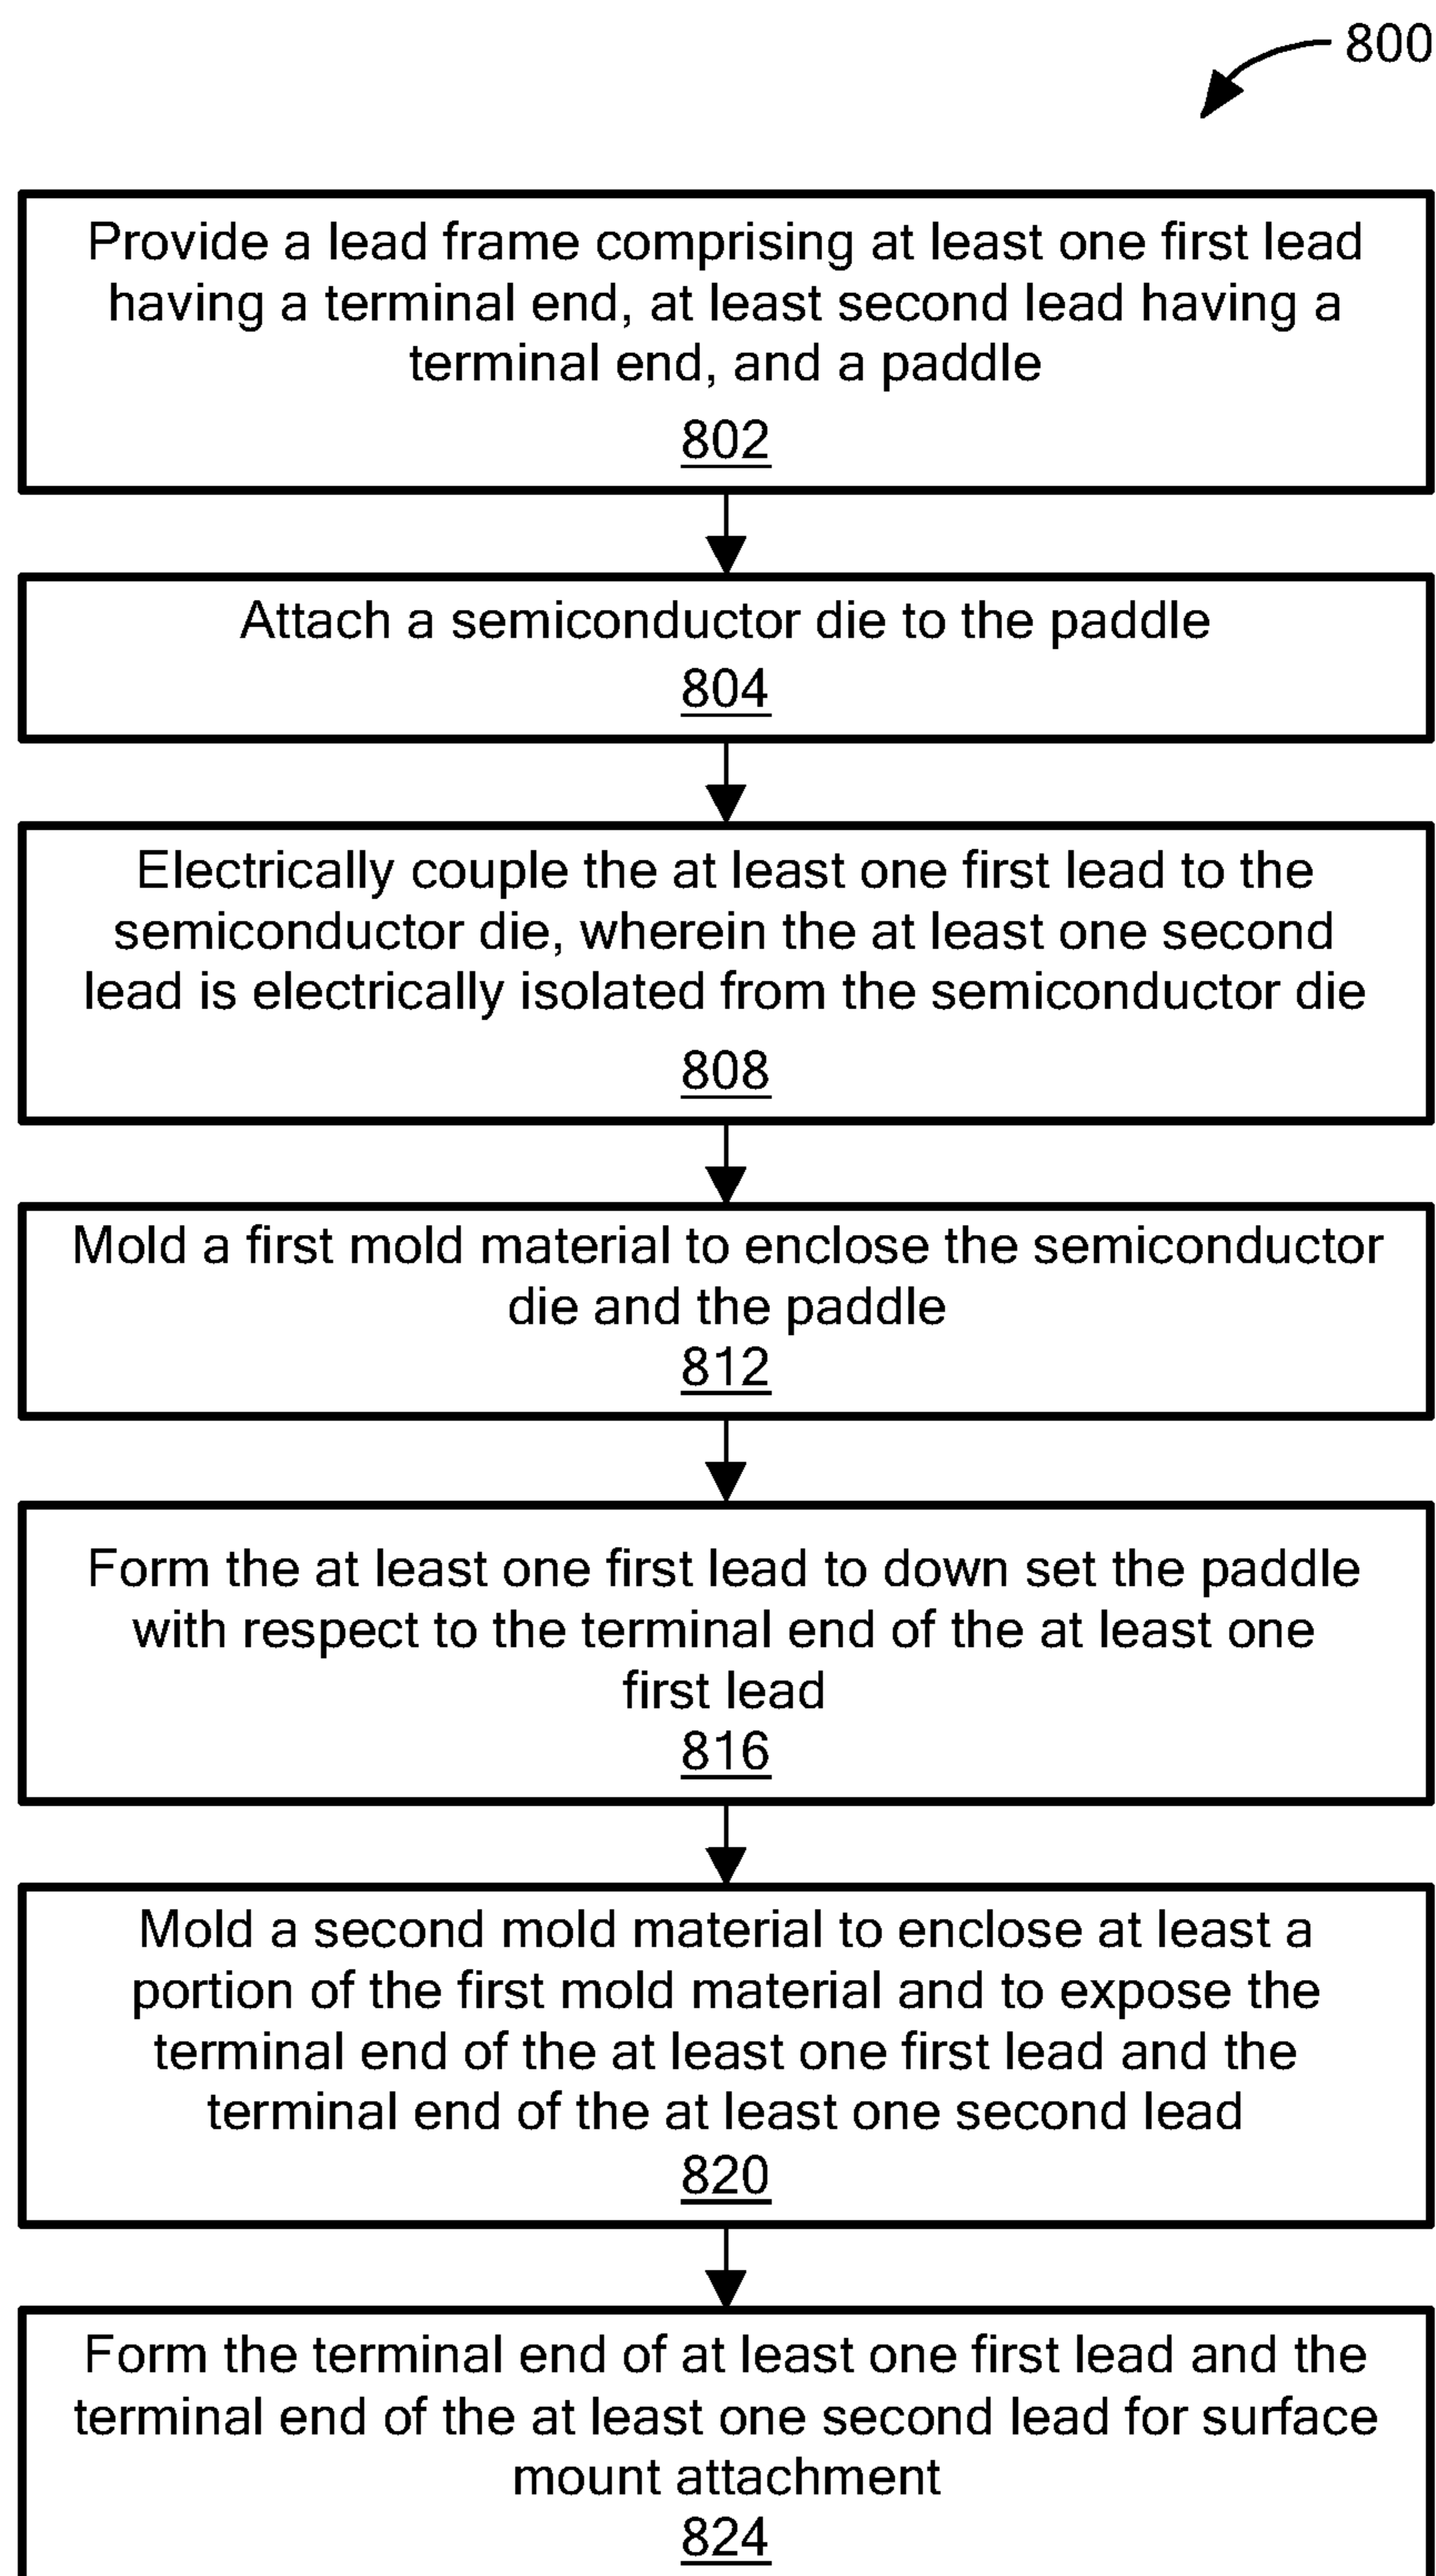 800
Provide a lead frame comprising at least one first lead
having a terminal end, at least second lead having a
terminal end, and a paddle
802
Attach a semiconductor die to the paddle
804
Electrically couple the at least one first lead to the
semiconductor die, wherein the at least one second
lead is electrically isolated from the semiconductor die
808
Mold a first mold material to enclose the semiconductor
die and the paddle
812
Form the at least one first lead to down set the paddle
with respect to the terminal end of the at least one
first lead
816
Mold a second mold material to enclose at least a
portion of the first mold material and to expose the
terminal end of the at least one first lead and the
terminal end of the at least one second lead
820
Form the terminal end of at least one first lead and the
terminal end of the at least one second lead for surface
mount attachment
824